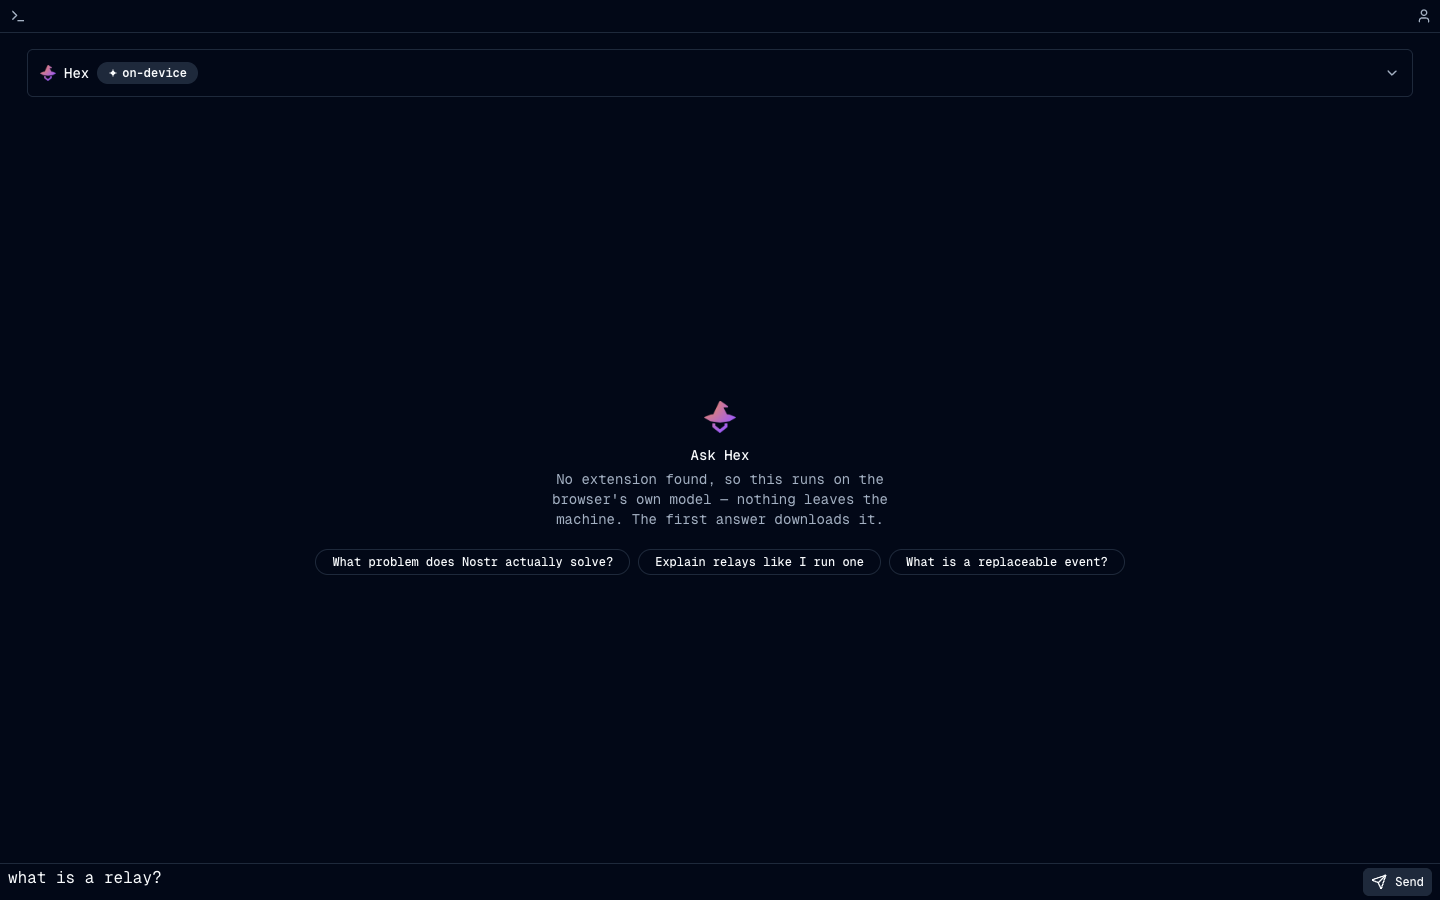 Hex ✦ on-device
Ask Hex
No extension found, so this runs on the
browser's own model — nothing leaves the
machine. The first answer downloads it.
What problem does Nostr actually solve? Explain relays like I run one What is a replaceable event?
what is a relay? Send